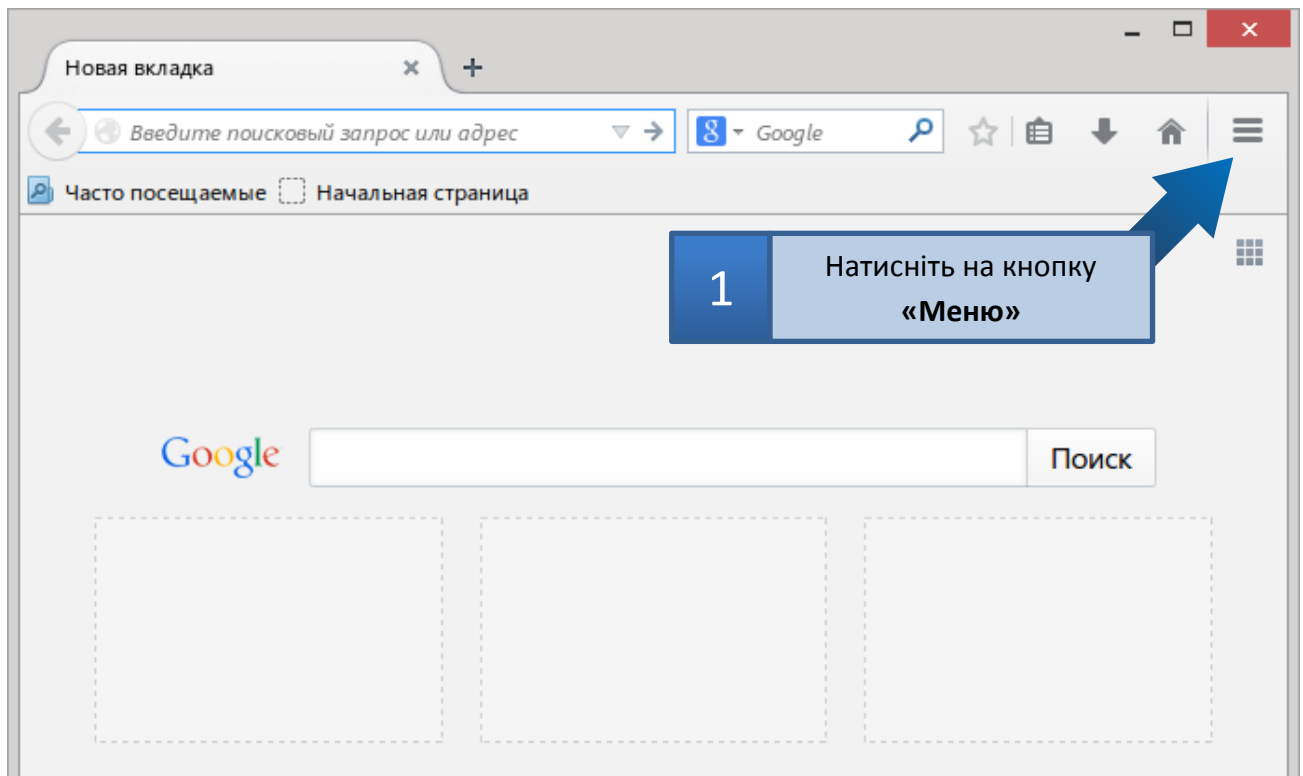 Новая вкладка
Введите поисковый запрос или адрес
8 Google
Часто посещаемые Начальная страница
1
Натисніть на кнопку
«Меню»
Google
Поиск